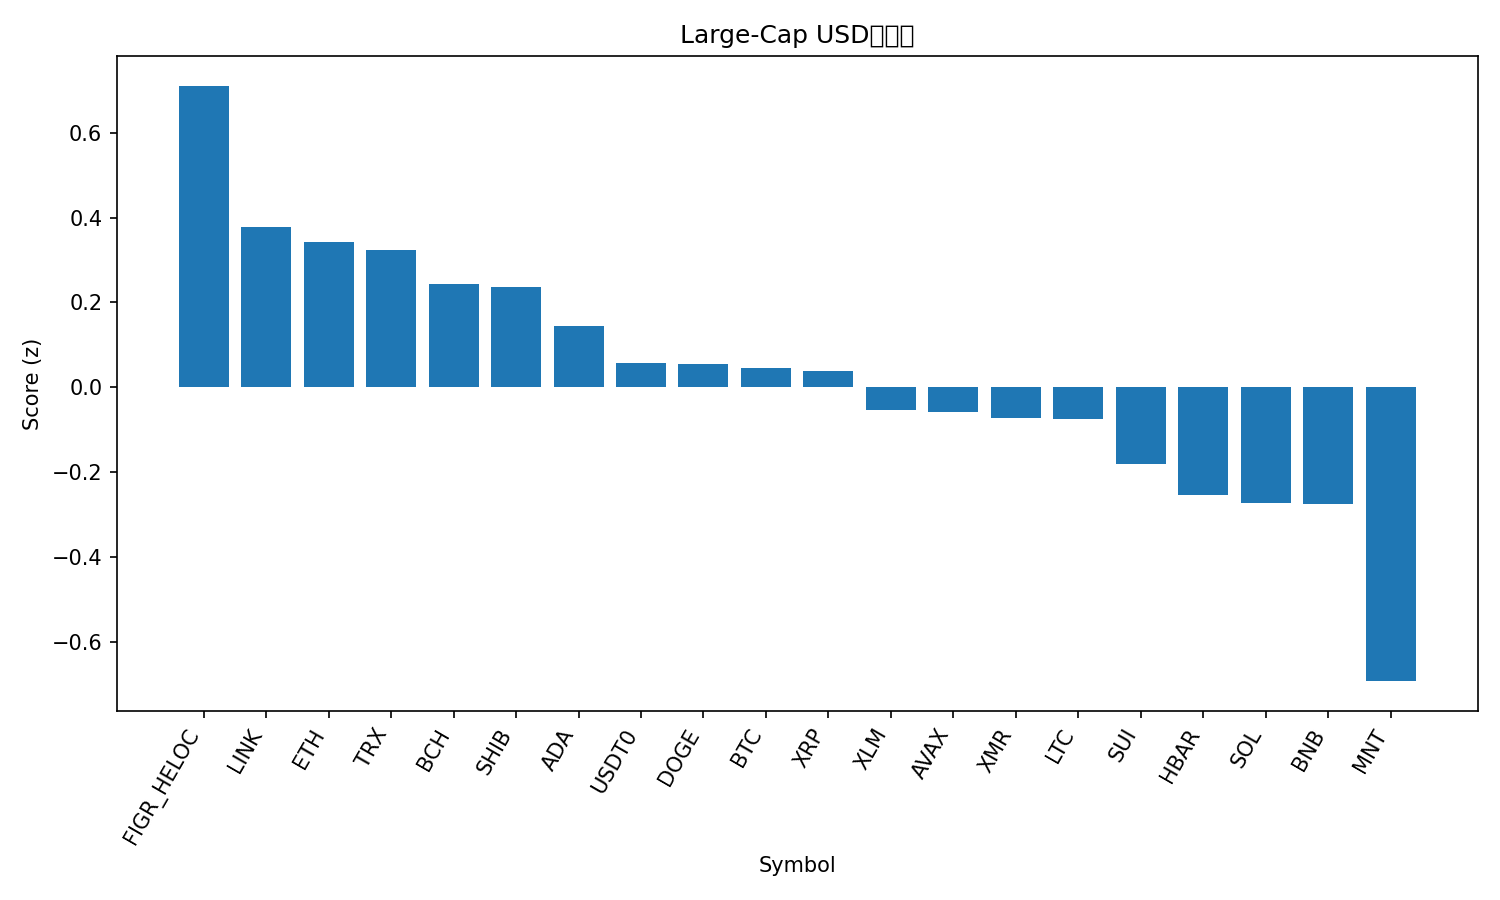 Large-Cap USD
Score (z)
0.6
0.4
0.2
0.0
−0.2
−0.4
−0.6
FIGR_HELOC
LINK
ETH
TRX
BCH
SHIB
ADA
USDT0
DOGE
BTC
XRP
XLM
AVAX
XMR
LTC
SUI
HBAR
SOL
BNB
MNT
Symbol